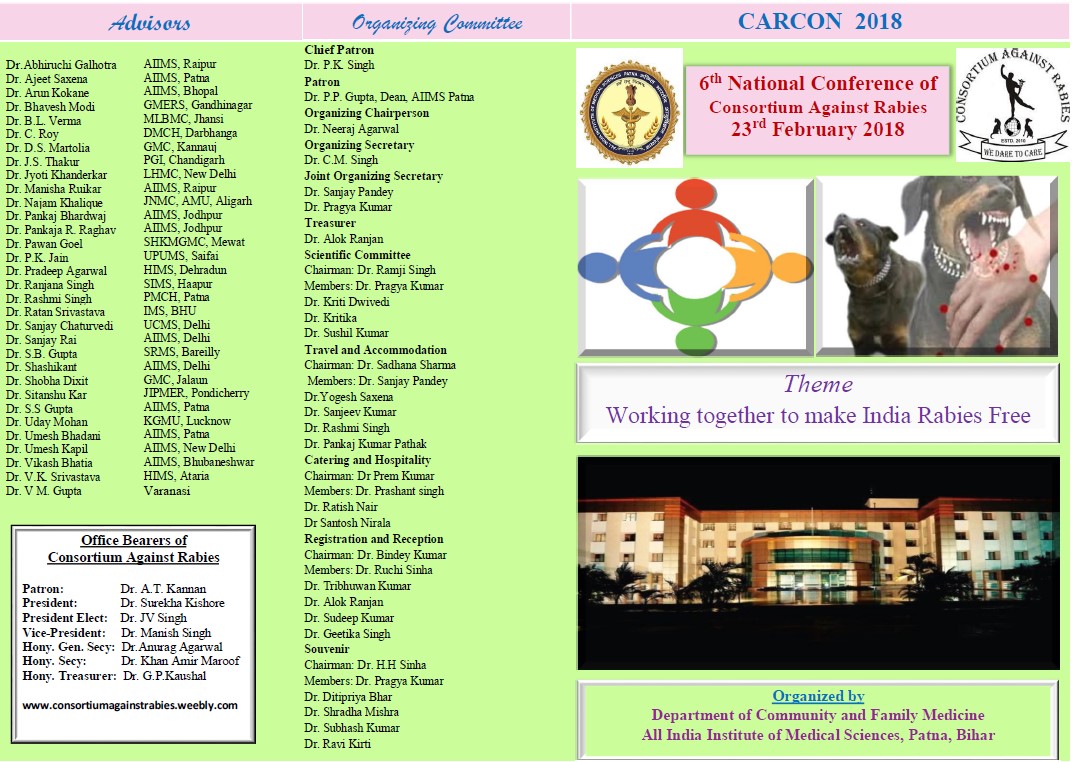 Advisors
Dr.Abhiruchi Galhotra AIIMS, Raipur
Dr. Ajeet Saxena AIIMS, Patna
Dr. Arun Kokane AIIMS, Bhopal
Dr. Bhavesh Modi GMERS, Gandhinagar
Dr. B.L. Verma MLBMC, Jhansi
Dr. C. Roy DMCH, Darbhanga
Dr. D.S. Martolia GMC, Kannauj
Dr. J.S. Thakur PGI, Chandigarh
Dr. Jyoti Khanderkar LHMC, New Delhi
Dr. Manisha Ruikar AIIMS, Raipur
Dr. Najam Khalique JNMC, AMU, Aligarh
Dr. Pankaj Bhardwaj AIIMS, Jodhpur
Dr. Pankaja R. Raghav AIIMS, Jodhpur
Dr. Pawan Goel SHKMGMC, Mewat
Dr. P.K. Jain UPUMS, Saifai
Dr. Pradeep Agarwal HIMS, Dehradun
Dr. Ranjana Singh SIMS, Haapur
Dr. Rashmi Singh PMCH, Patna
Dr. Ratan Srivastava IMS, BHU
Dr. Sanjay Chaturvedi UCMS, Delhi
Dr. Sanjay Rai AIIMS, Delhi
Dr. S.B. Gupta SRMS, Bareilly
Dr. Shashikant AIIMS, Delhi
Dr. Shobha Dixit GMC, Jalaun
Dr. Sitanshu Kar JIPMER, Pondicherry
Dr. S.S Gupta AIIMS, Patna
Dr. Uday Mohan KGMU, Lucknow
Dr. Umesh Bhadani AIIMS, Patna
Dr. Umesh Kapil AIIMS, New Delhi
Dr. Vikash Bhatia AIIMS, Bhubaneshwar
Dr. V.K. Srivastava HIMS, Ataria
Dr. V M. Gupta Varanasi
Office Bearers of
Consortium Against Rabies
Patron: Dr. A.T. Kannan
President: Dr. Surekha Kishore
President Elect: Dr. JV Singh
Vice-President: Dr. Manish Singh
Hony. Gen. Secy: Dr.Anurag Agarwal
Hony. Secy: Dr. Khan Amir Maroof
Hony. Treasurer: Dr. G.P.Kaushal
www.consortiumagainstrabies.weebly.com
Organizing Committee
Chief Patron
Dr. P.K. Singh
Patron
Dr. P.P. Gupta, Dean, AIIMS Patna
Organizing Chairperson
Dr. Neeraj Agarwal
Organizing Secretary
Dr. C.M. Singh
Joint Organizing Secretary
Dr. Sanjay Pandey
Dr. Pragya Kumar
Treasurer
Dr. Alok Ranjan
Scientific Committee
Chairman: Dr. Ramji Singh
Members: Dr. Pragya Kumar
Dr. Kriti Dwivedi
Dr. Kritika
Dr. Sushil Kumar
Travel and Accommodation
Chairman: Dr. Sadhana Sharma
Members: Dr. Sanjay Pandey
Dr.Yogesh Saxena
Dr. Sanjeev Kumar
Dr. Rashmi Singh
Dr. Pankaj Kumar Pathak
Catering and Hospitality
Chairman: Dr Prem Kumar
Members: Dr. Prashant singh
Dr. Ratish Nair
Dr Santosh Nirala
Registration and Reception
Chairman: Dr. Bindey Kumar
Members: Dr. Ruchi Sinha
Dr. Tribhuwan Kumar
Dr. Alok Ranjan
Dr. Sudeep Kumar
Dr. Geetika Singh
Souvenir
Chairman: Dr. H.H Sinha
Members: Dr. Pragya Kumar
Dr. Ditipriya Bhar
Dr. Shradha Mishra
Dr. Subhash Kumar
Dr. Ravi Kirti
CARCON 2018
6th National Conference of
Consortium Against Rabies
23rd February 2018
CONSORTIUM AGAINST RABIES
ESTD. 2010
WE DARE TO CARE
Theme
Working together to make India Rabies Free
Organized by
Department of Community and Family Medicine
All India Institute of Medical Sciences, Patna, Bihar